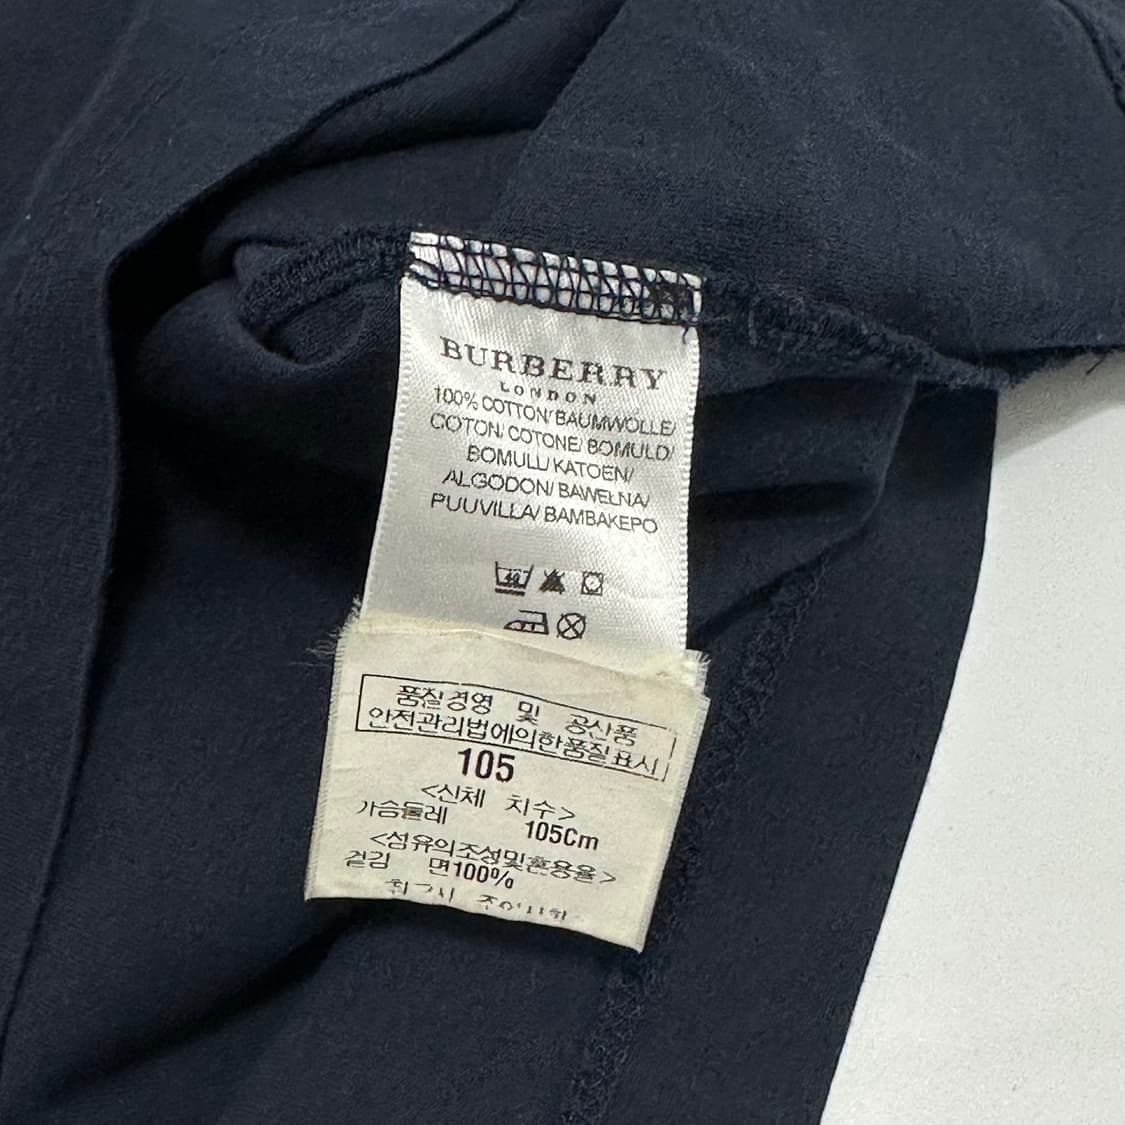 BURBERRY
LONDON
100% COTTON/ BAUMWOLLE/
COTON/ COTONE/ BOMULD/
BOMULL/ KATOEN/
ALGODON/ BAWEŁNA/
PUUVILLA/ BAMBAKEPO
40
품질경영 및 공산품
안전관리법에의한품질표시
105
<신체 치수>
가슴둘레 105Cm
<섬유의조성및혼용율>
겉감 면100%